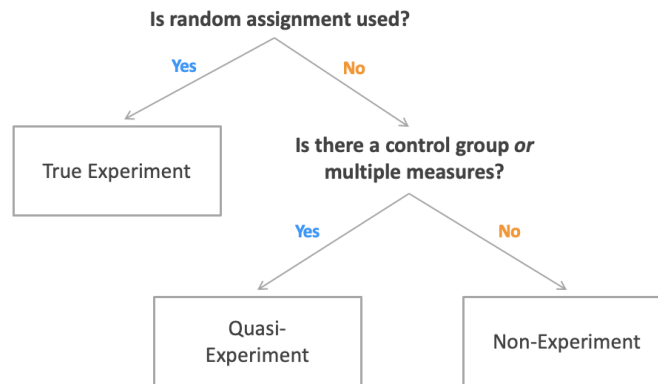 Is random assignment used?
Yes
No
True Experiment
Is there a control group or
multiple measures?
Yes
No
Quasi-
Experiment
Non-Experiment